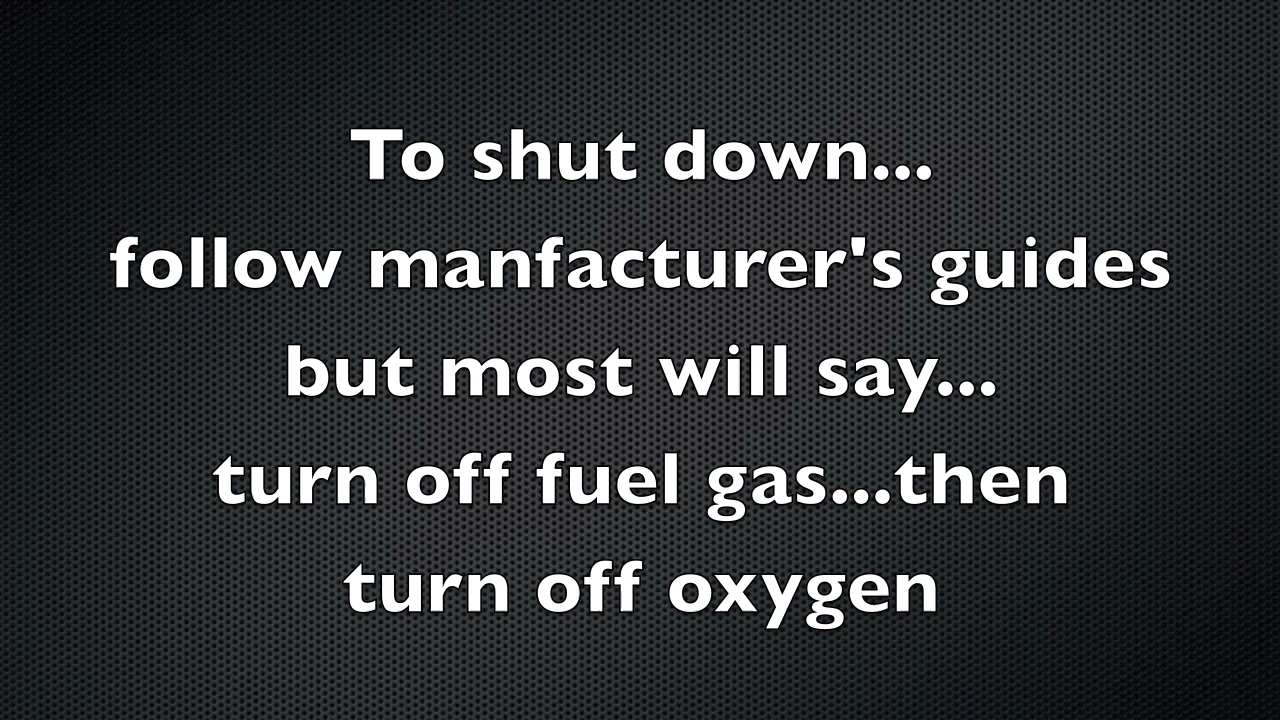 To shut down...
follow manfacturer's guides
but most will say...
turn off fuel gas...then
turn off oxygen